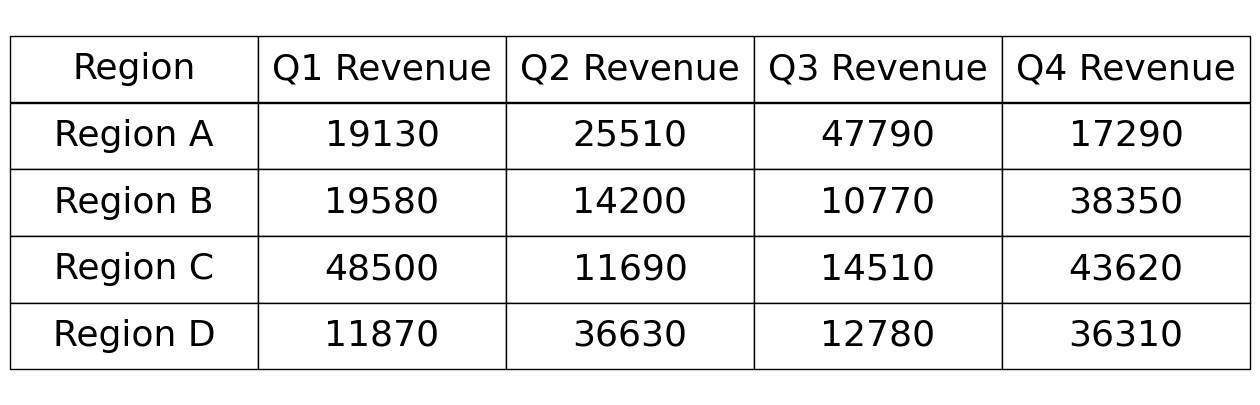 Region Q1 Revenue Q2 Revenue Q3 Revenue Q4 Revenue
Region A 19130 25510 47790 17290
Region B 19580 14200 10770 38350
Region C 48500 11690 14510 43620
Region D 11870 36630 12780 36310